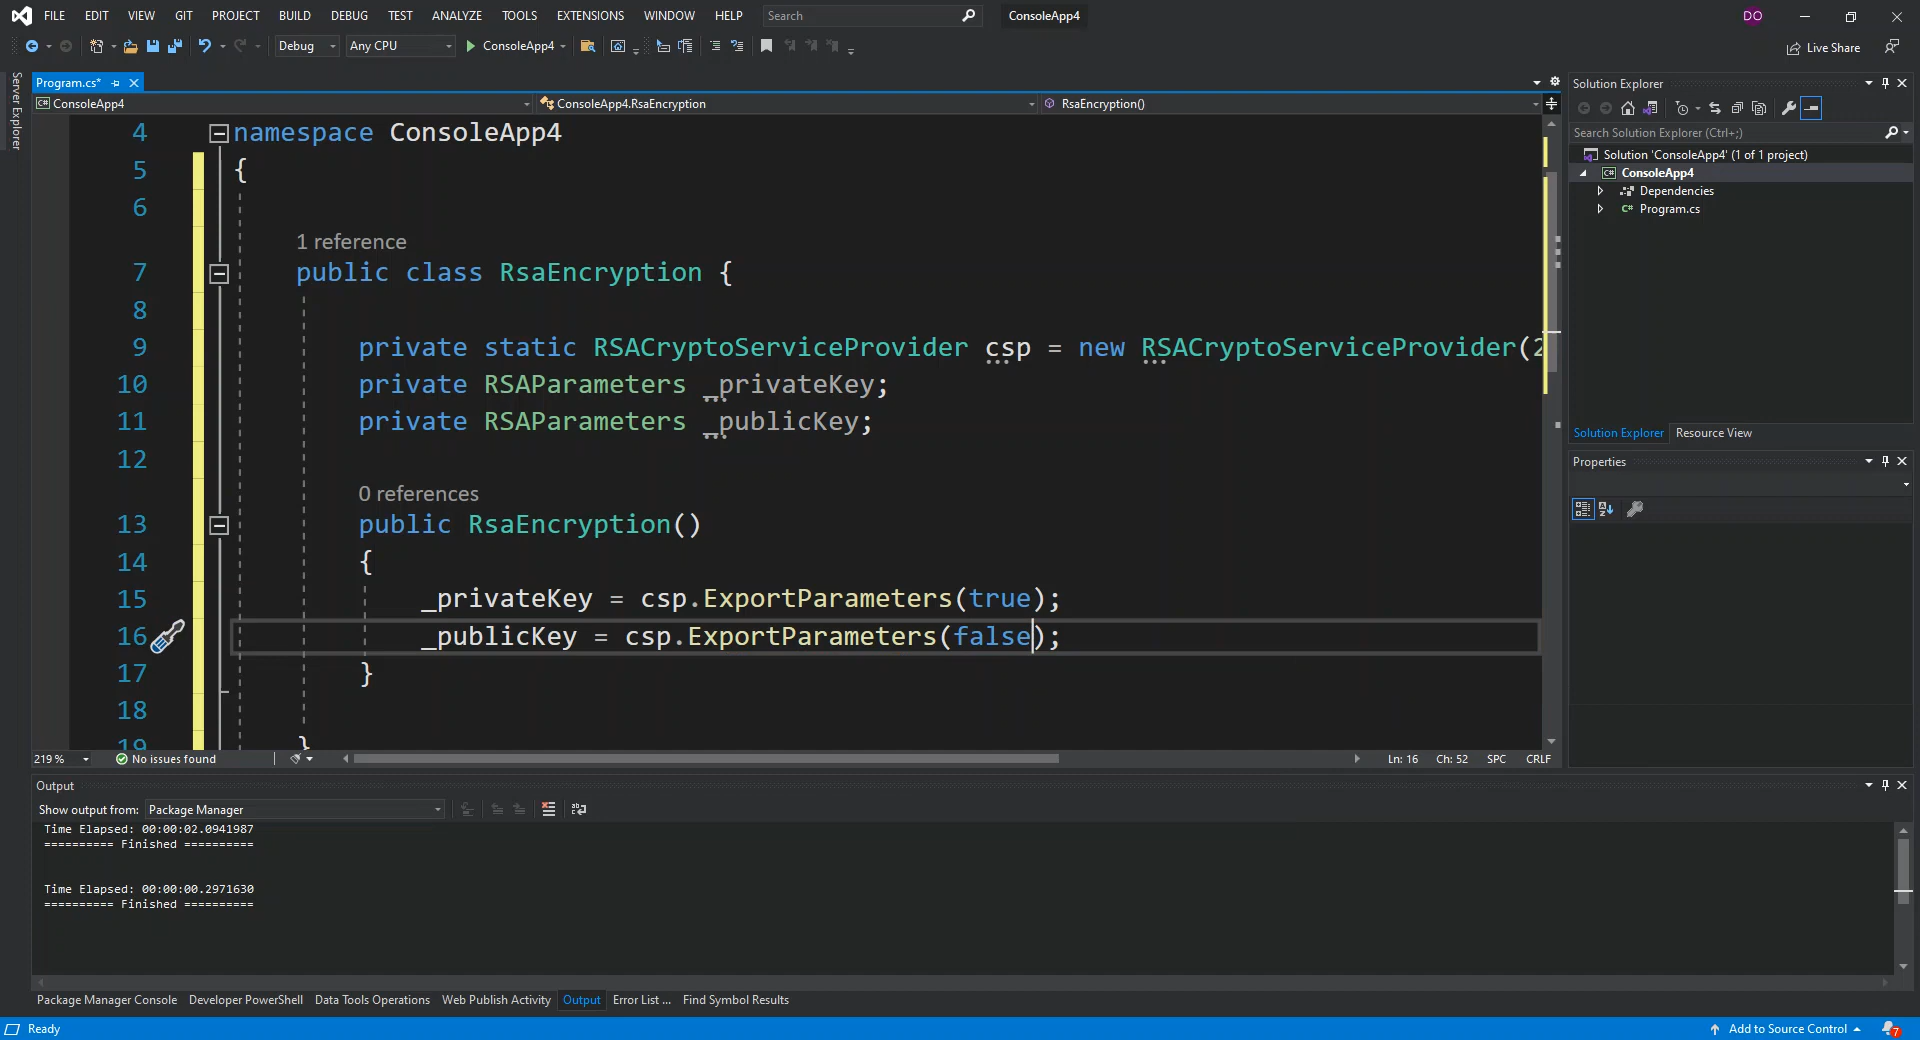 FILE EDIT VIEW GIT PROJECT BUILD DEBUG TEST ANALYZE TOOLS EXTENSIONS WINDOW HELP Search ConsoleApp4 DO
Debug Any CPU ConsoleApp4 Live Share
Server Explorer
Program.cs*
ConsoleApp4 ConsoleApp4.RsaEncryption RsaEncryption()
4 namespace ConsoleApp4
5 {
6
1 reference
7 public class RsaEncryption {
8
9 private static RSACryptoServiceProvider csp = new RSACryptoServiceProvider(2
10 private RSAParameters _privateKey;
11 private RSAParameters _publicKey;
12
0 references
13 public RsaEncryption()
14 {
15 _privateKey = csp.ExportParameters(true);
16 _publicKey = csp.ExportParameters(false);
17 }
18
19 }
219 % No issues found Ln: 16 Ch: 52 SPC CRLF
Solution Explorer
Search Solution Explorer (Ctrl+;)
Solution 'ConsoleApp4' (1 of 1 project)
C# ConsoleApp4
Dependencies
C# Program.cs
Solution Explorer Resource View
Properties
Output
Show output from: Package Manager
Time Elapsed: 00:00:02.0941987
========== Finished ==========
Time Elapsed: 00:00:00.2971630
========== Finished ==========
Package Manager Console Developer PowerShell Data Tools Operations Web Publish Activity Output Error List ... Find Symbol Results
Ready Add to Source Control 7